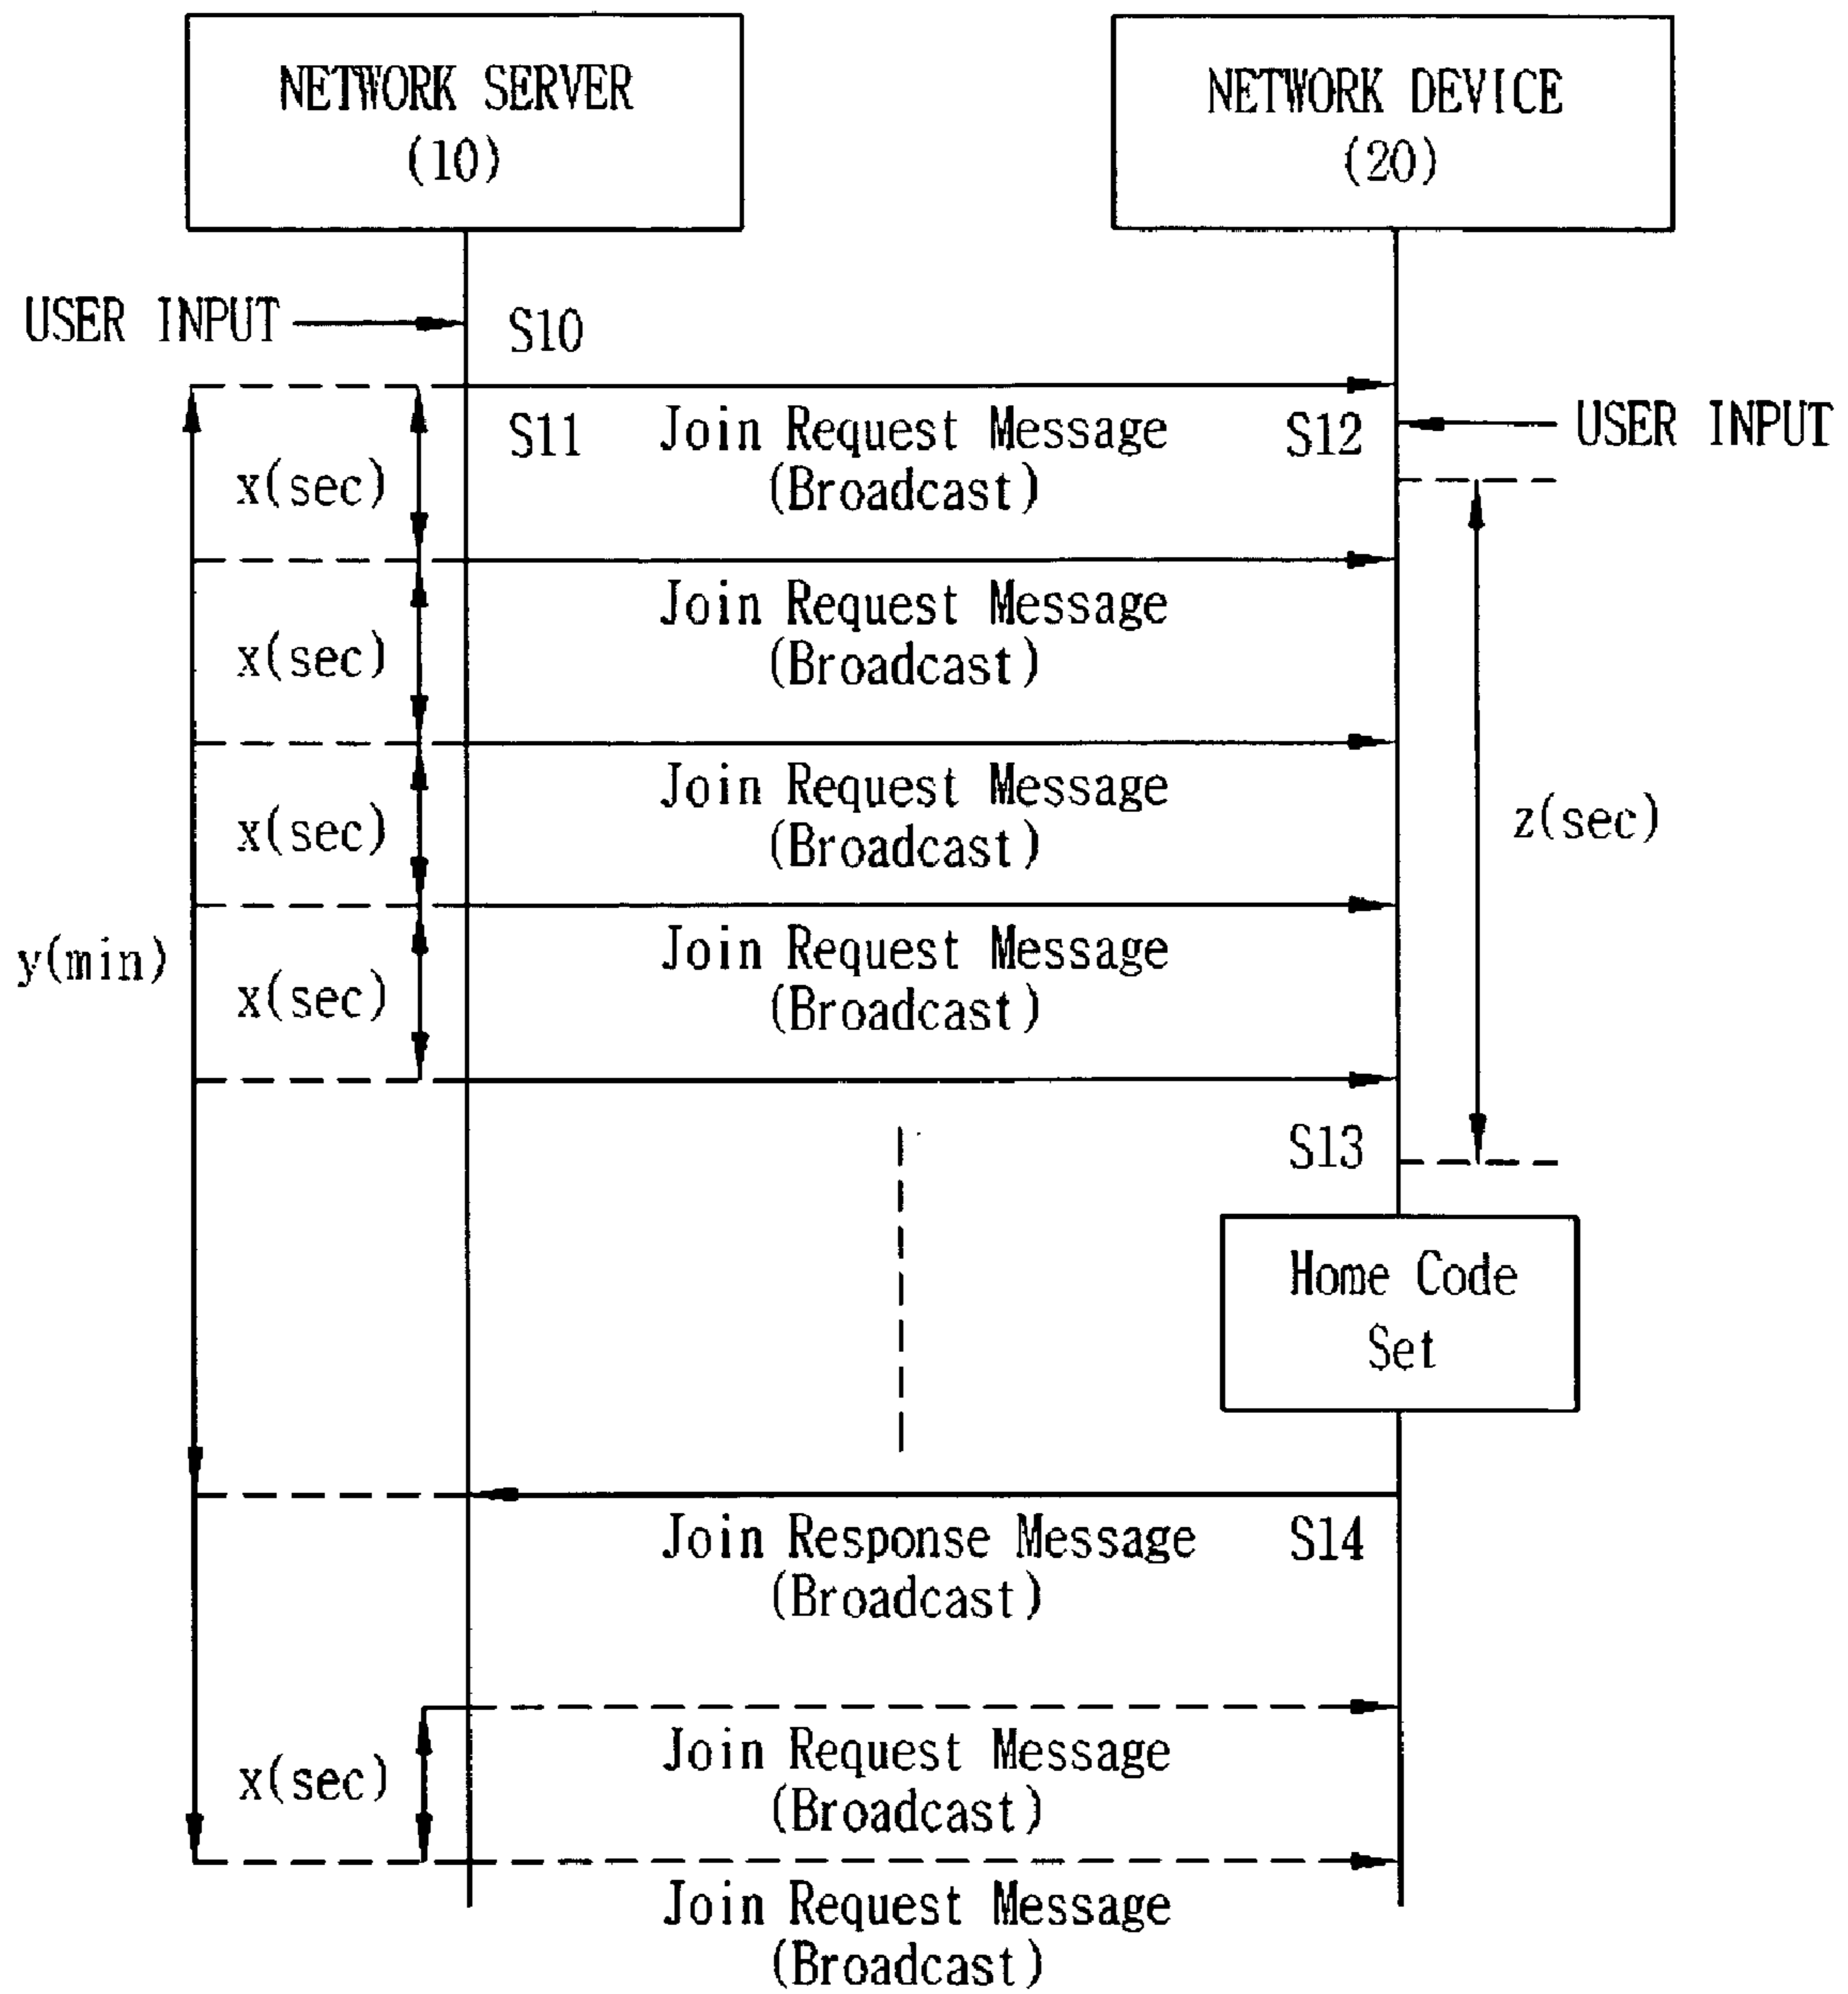 NETWORK SERVER
(10)
NETWORK DEVICE
(20)
USER INPUT
S10
S11
Join Request Message
(Broadcast)
S12
USER INPUT
x(sec)
Join Request Message
(Broadcast)
x(sec)
Join Request Message
(Broadcast)
x(sec)
z(sec)
Join Request Message
(Broadcast)
y(min)
x(sec)
S13
Home Code
Set
Join Response Message
(Broadcast)
S14
Join Request Message
(Broadcast)
x(sec)
Join Request Message
(Broadcast)